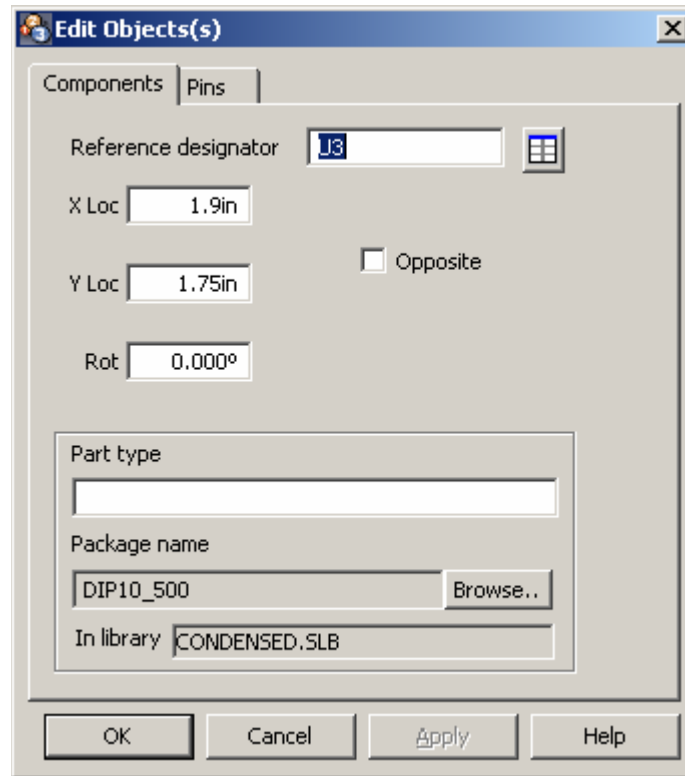 Edit Objects(s)
Components Pins
Reference designator U3
X Loc 1.9in
Opposite
Y Loc 1.75in
Rot 0.000º
Part type
Package name
DIP10_500 Browse..
In library CONDENSED.SLB
OK Cancel Apply Help